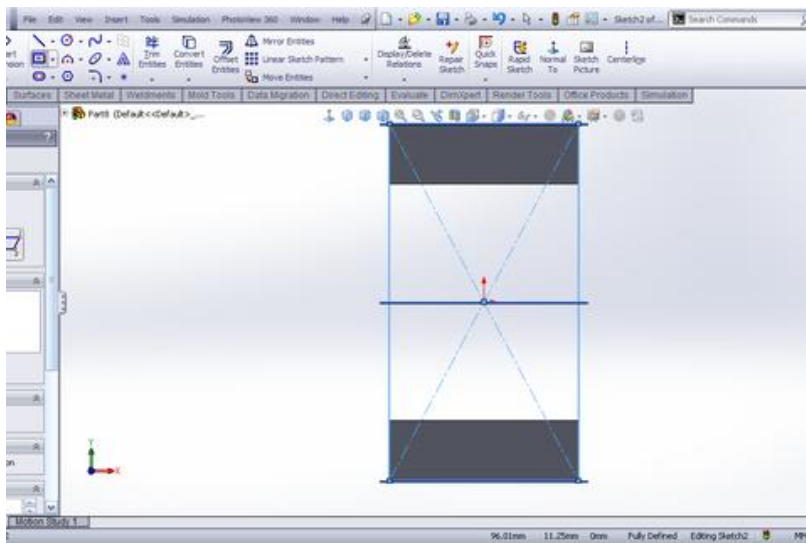 File Edit View Insert Tools Simulation PhotoView 360 Window Help Sketch2 of... Search Commands
Trim Entities
Convert Entities
Offset Entities
Mirror Entities
Linear Sketch Pattern
Move Entities
Display/Delete Relations
Repair Sketch
Quick Snaps
Rapid Sketch
Normal To
Sketch Picture
Centerline
Surfaces Sheet Metal Weldments Mold Tools Data Migration Direct Editing Evaluate DimXpert Render Tools Office Products Simulation
Part8 (Default<<Default>_...
Y
X
Motion Study 1
96.01mm 11.25mm 0mm Fully Defined Editing Sketch2